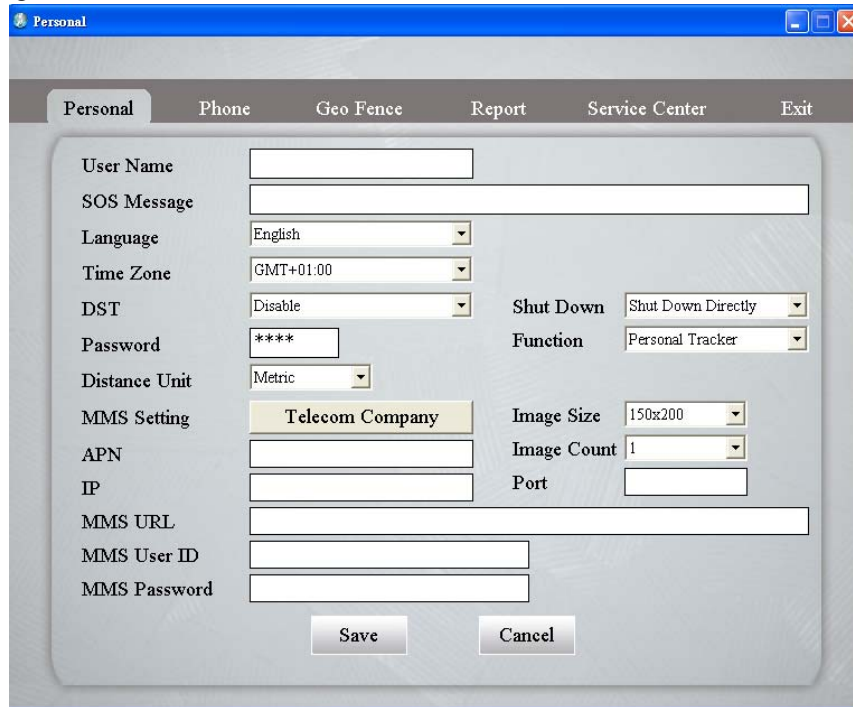 Personal
Personal Phone Geo Fence Report Service Center Exit
User Name
SOS Message
Language English
Time Zone GMT+01:00
DST Disable Shut Down Shut Down Directly
Password **** Function Personal Tracker
Distance Unit Metric
MMS Setting Telecom Company Image Size 150x200
APN Image Count 1
IP Port
MMS URL
MMS User ID
MMS Password
Save Cancel